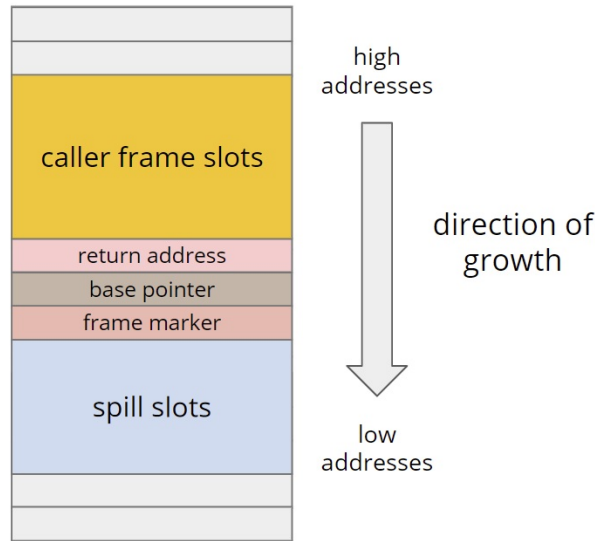 caller frame slots
return address
base pointer
frame marker
spill slots
high
addresses
direction of
growth
low
addresses